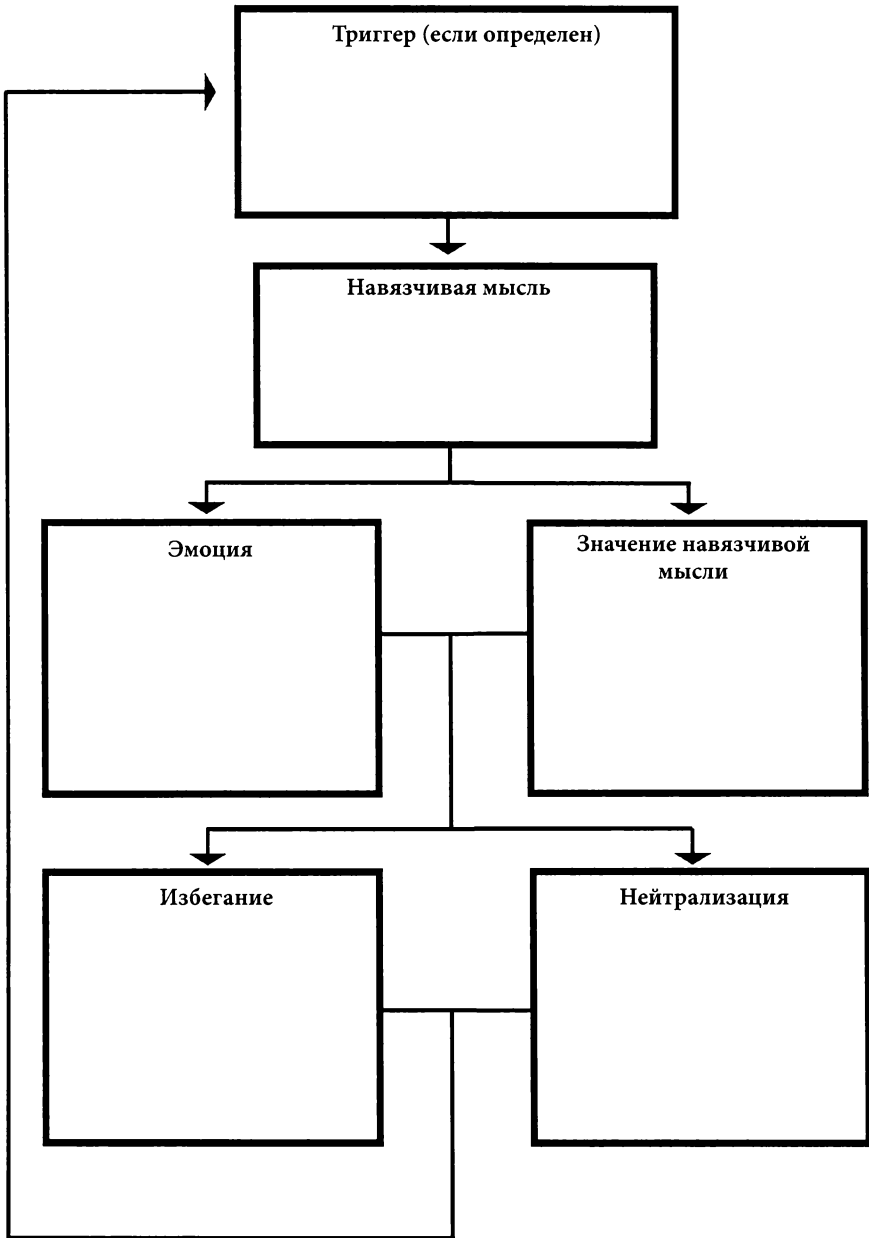 Триггер (если определен)
Навязчивая мысль
Эмоция
Значение навязчивой
мысли
Избегание
Нейтрализация